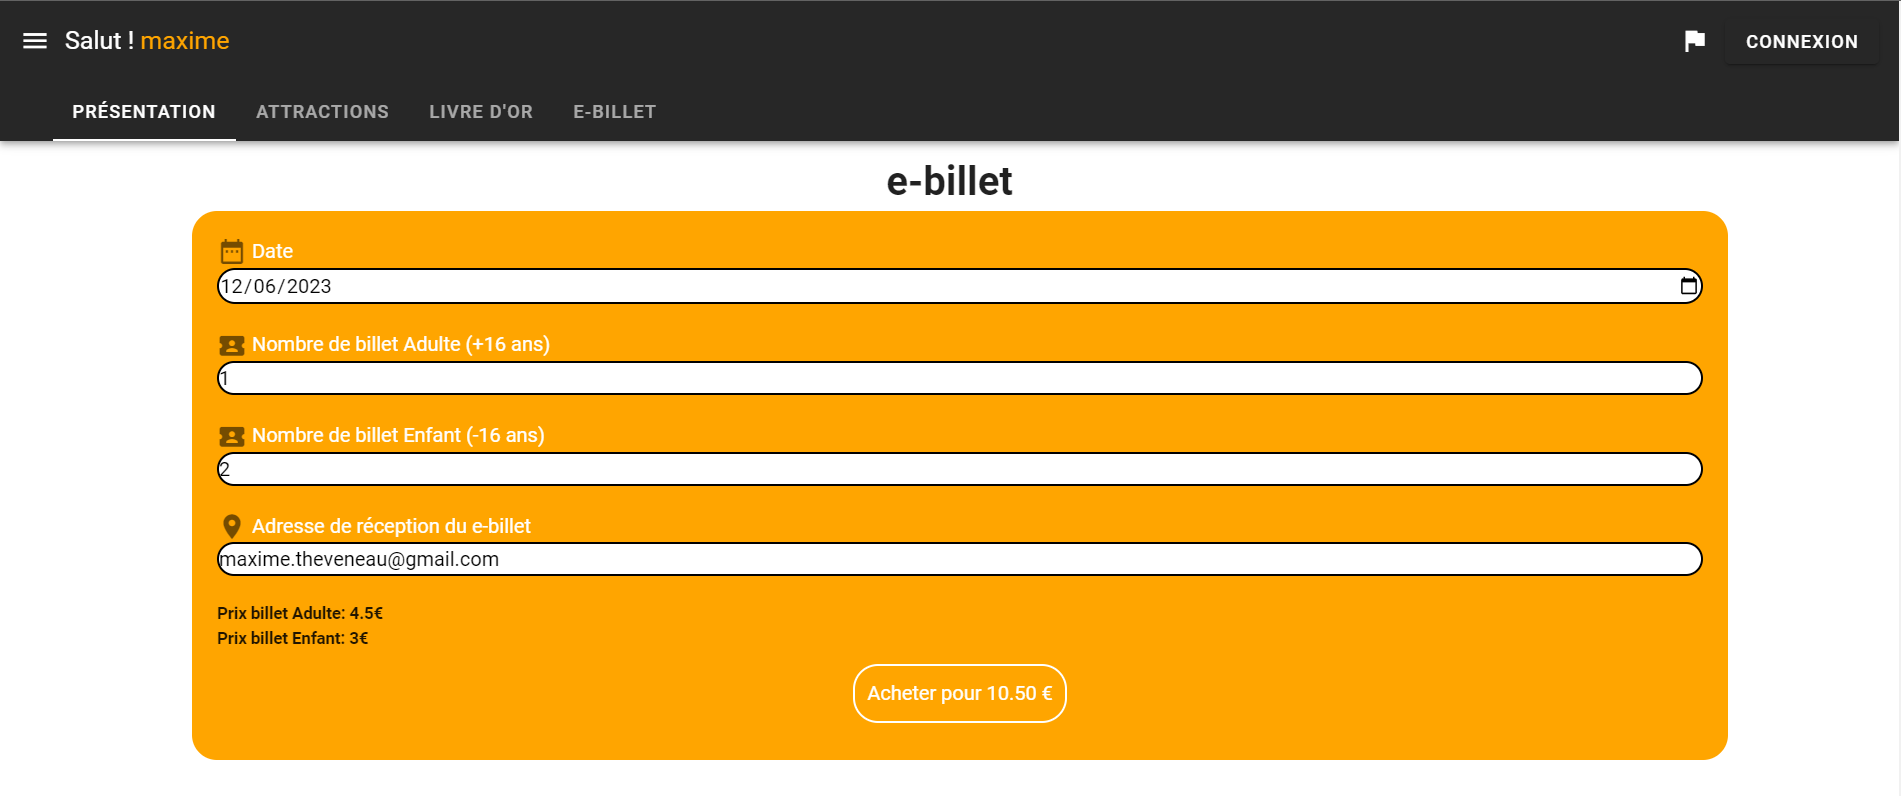 Salut ! maxime
CONNEXION
PRÉSENTATION ATTRACTIONS LIVRE D'OR E-BILLET
e-billet
Date
12/06/2023
Nombre de billet Adulte (+16 ans)
1
Nombre de billet Enfant (-16 ans)
2
Adresse de réception du e-billet
maxime.theveneau@gmail.com
Prix billet Adulte: 4.5€
Prix billet Enfant: 3€
Acheter pour 10.50 €